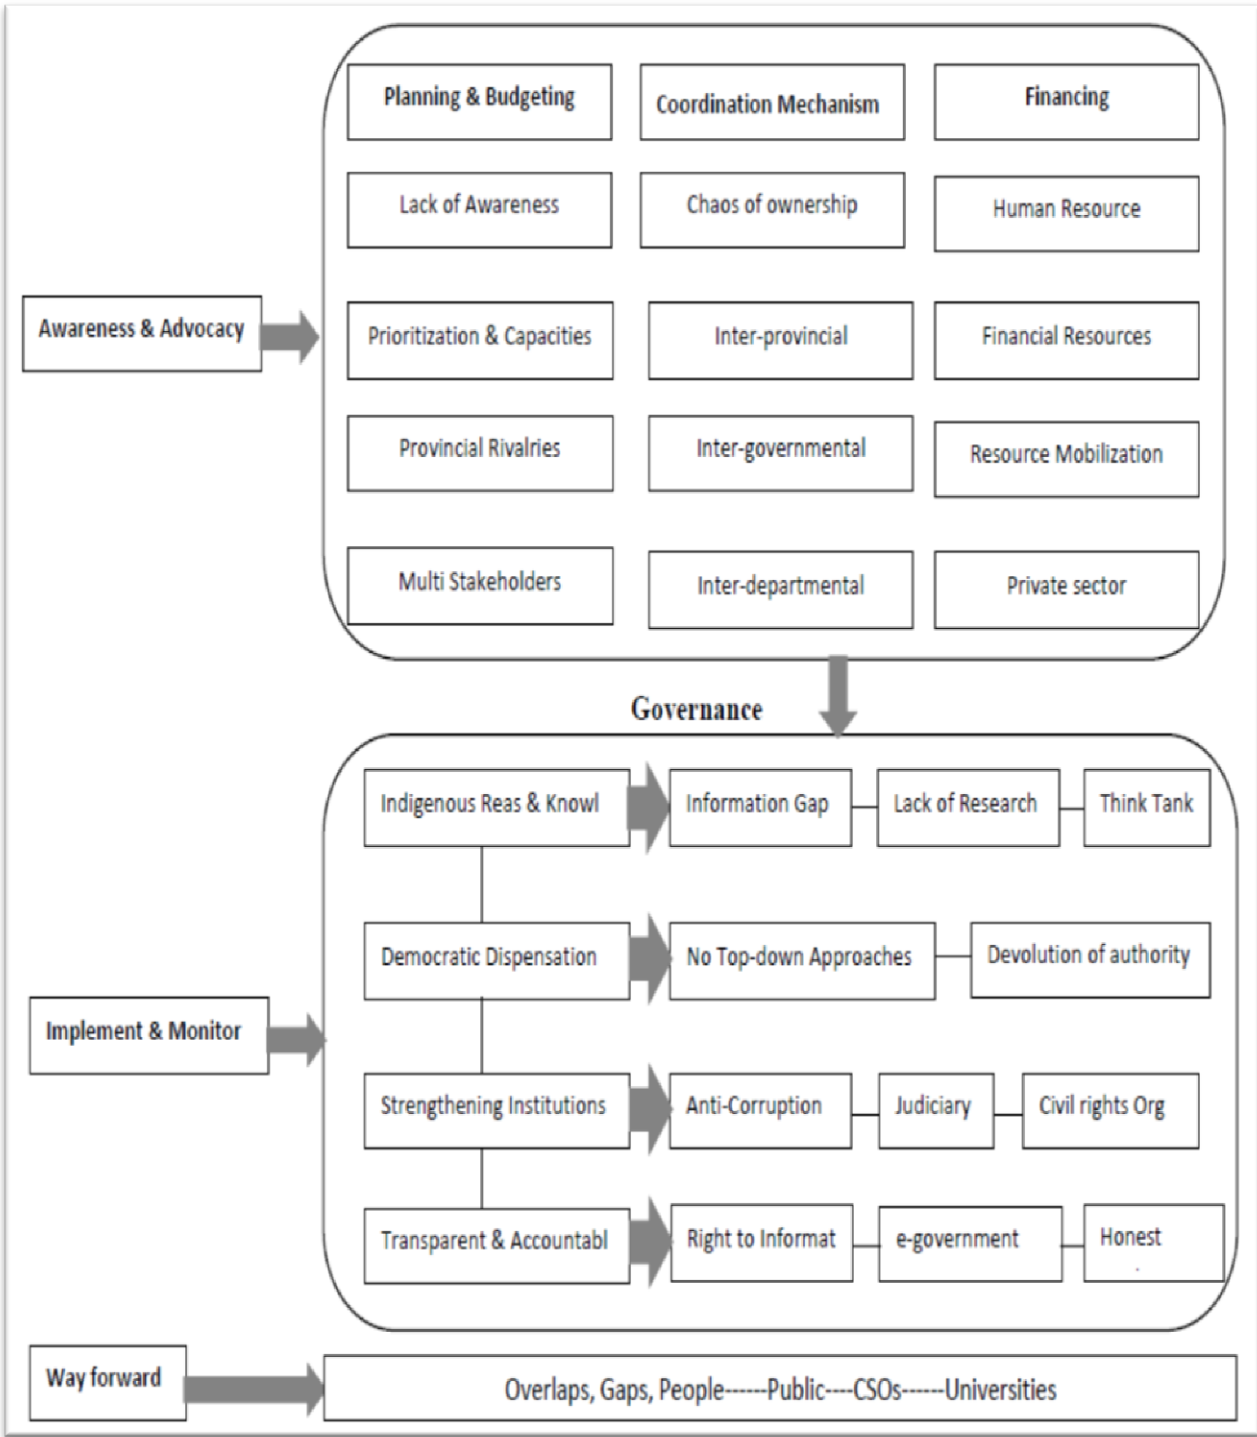 Planning & Budgeting
Coordination Mechanism
Financing
Lack of Awareness
Chaos of ownership
Human Resource
Awareness & Advocacy
Prioritization & Capacities
Inter-provincial
Financial Resources
Provincial Rivalries
Inter-governmental
Resource Mobilization
Multi Stakeholders
Inter-departmental
Private sector
Governance
Indigenous Reas & Knowl
Information Gap
Lack of Research
Think Tank
Democratic Dispensation
No Top-down Approaches
Devolution of authority
Implement & Monitor
Strengthening Institutions
Anti-Corruption
Judiciary
Civil rights Org
Transparent & Accountabl
Right to Informat
e-government
Honest
Way forward
Overlaps, Gaps, People------Public----CSOs------Universities